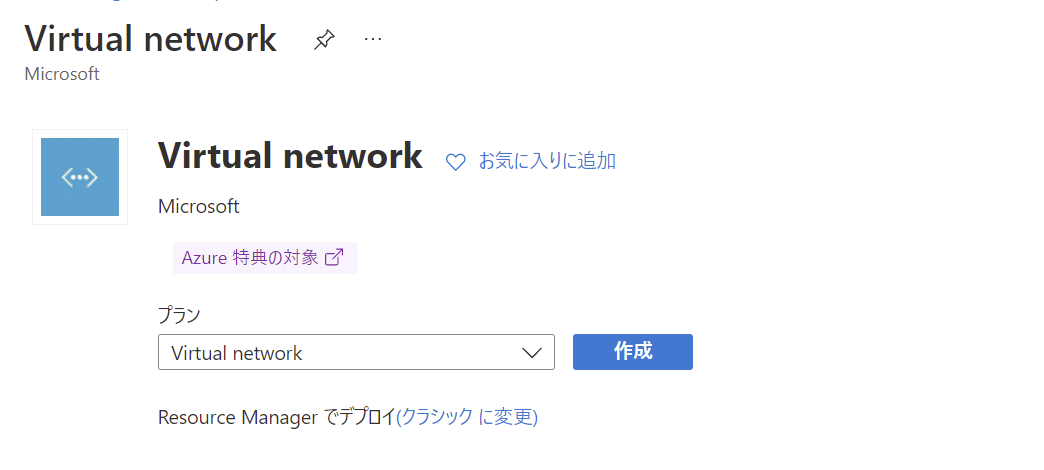 Virtual network
Microsoft
Virtual network お気に入りに追加
Microsoft
Azure 特典の対象
プラン
Virtual network 作成
Resource Manager でデプロイ(クラシック に変更)